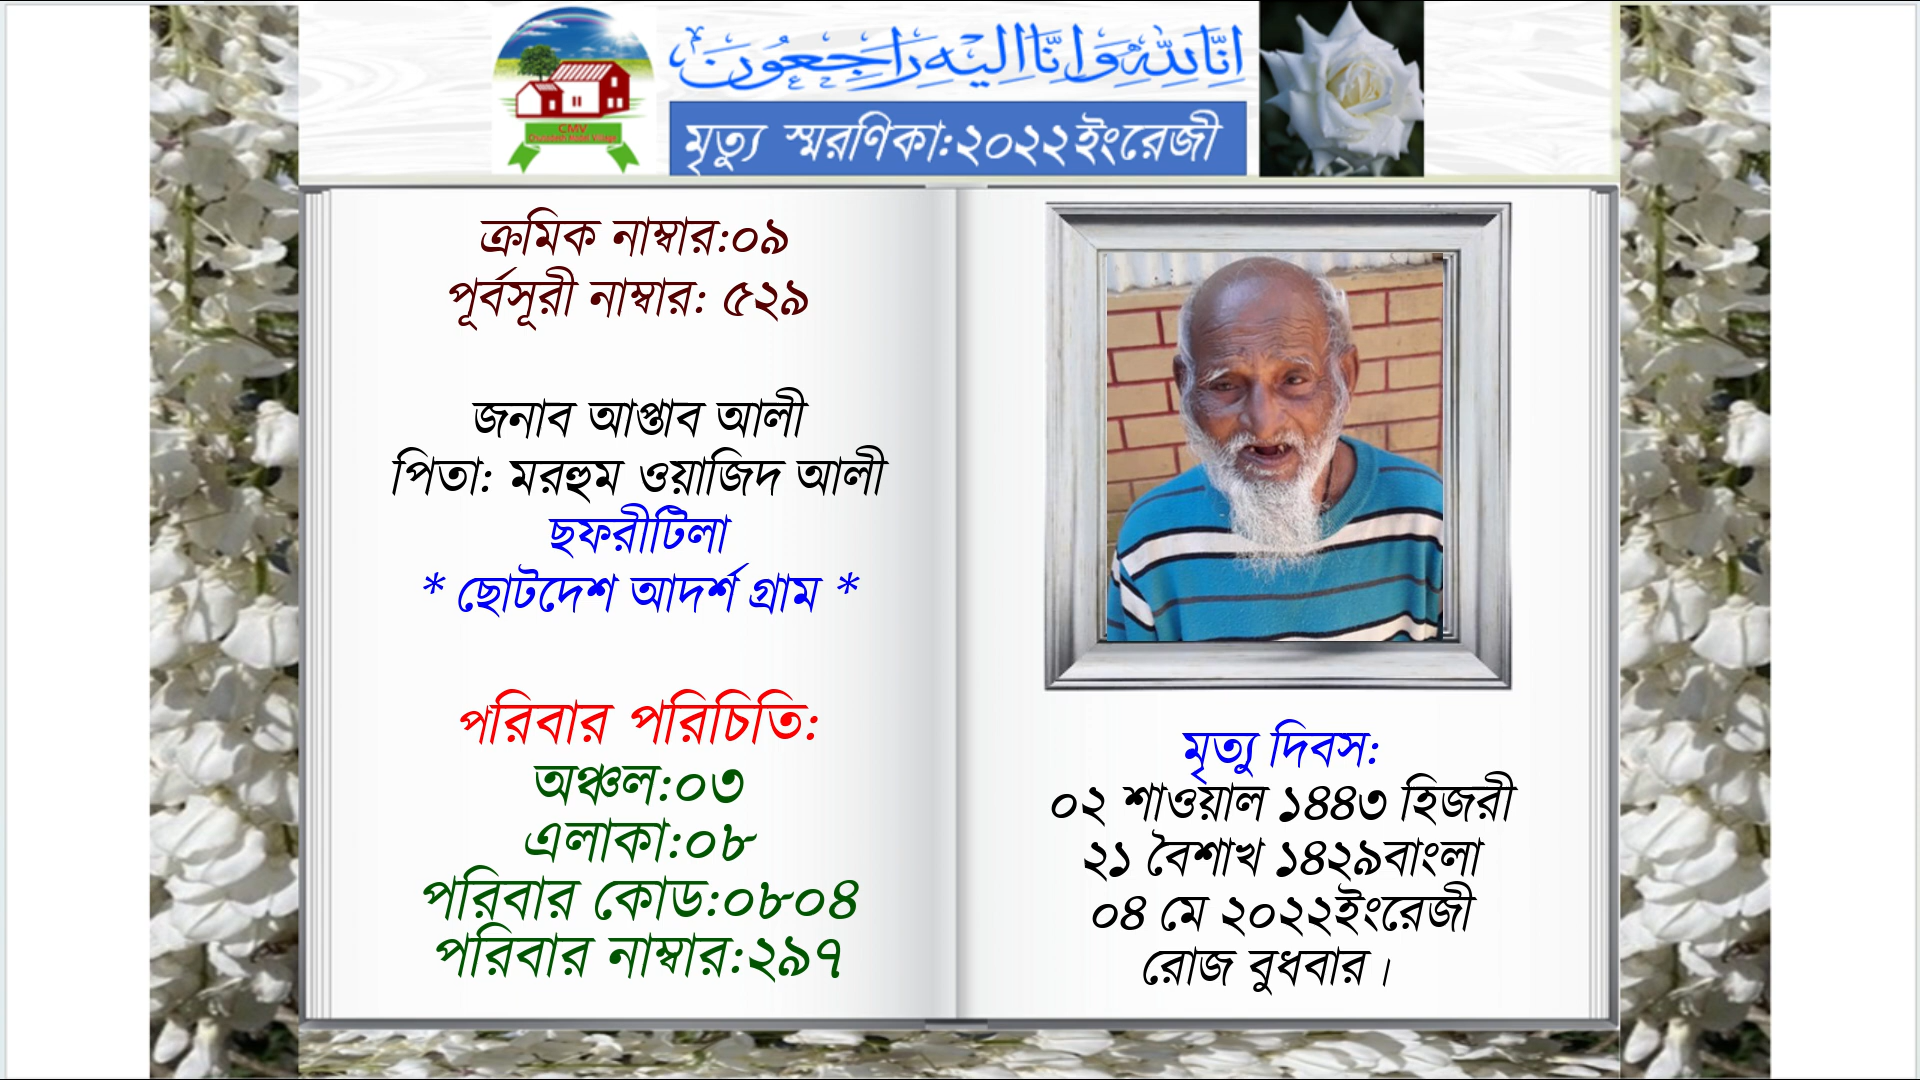 اِنَّا لِلّٰهِ وَاِنَّا اِلَيْهِ رَاجِعُوْنَ
মৃত্যু স্মরণিকা:২০২২ইংরেজী
CMV
ক্রমিক নাম্বার:০৯
পূর্বসূরী নাম্বার: ৫২৯
জনাব আপ্তাব আলী
পিতা: মরহুম ওয়াজিদ আলী
ছফরীটিলা
* ছোটদেশ আদর্শ গ্রাম *
পরিবার পরিচিতি:
অঞ্চল:০৩
এলাকা:০৮
পরিবার কোড:০৮০৪
পরিবার নাম্বার:২৯৭
মৃত্যু দিবস:
০২ শাওয়াল ১৪৪৩ হিজরী
২১ বৈশাখ ১৪২৯বাংলা
০৪ মে ২০২২ইংরেজী
রোজ বুধবার।